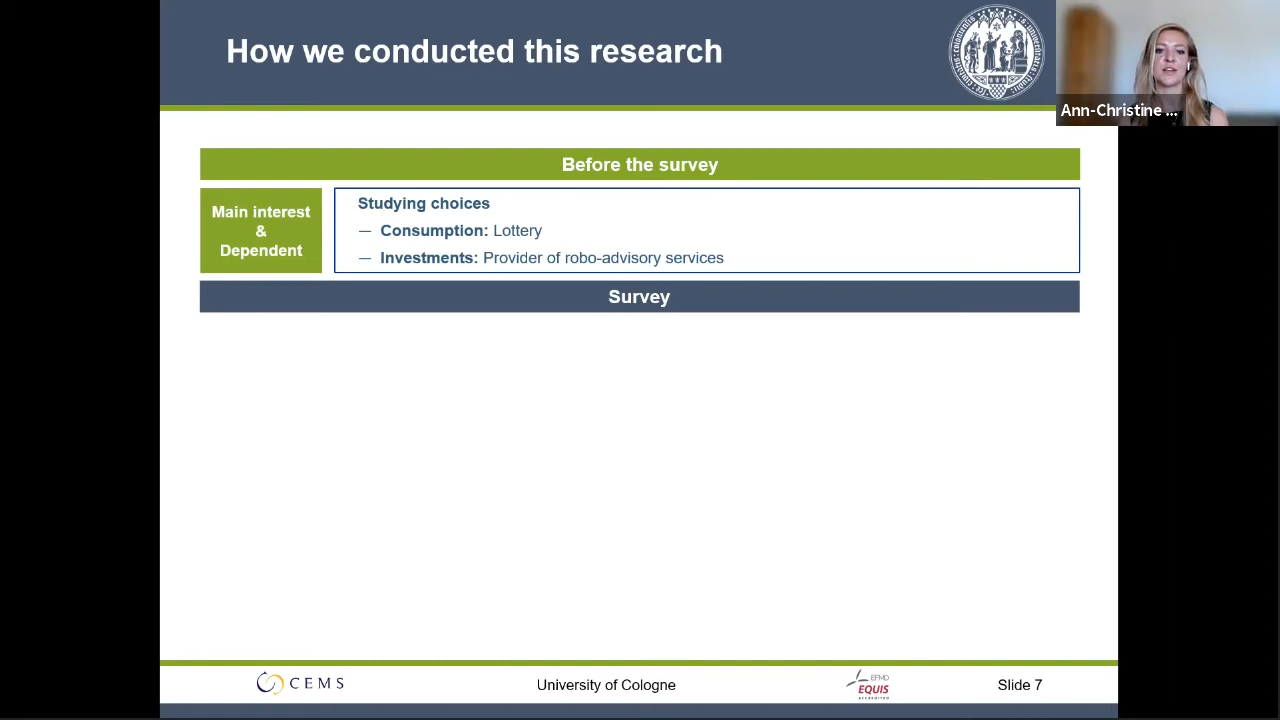 How we conducted this research
Ann-Christine ...
Before the survey
Main interest
&
Dependent
Studying choices
— Consumption: Lottery
— Investments: Provider of robo-advisory services
Survey
CEMS
University of Cologne
EFMD
EQUIS
ACCREDITED
Slide 7